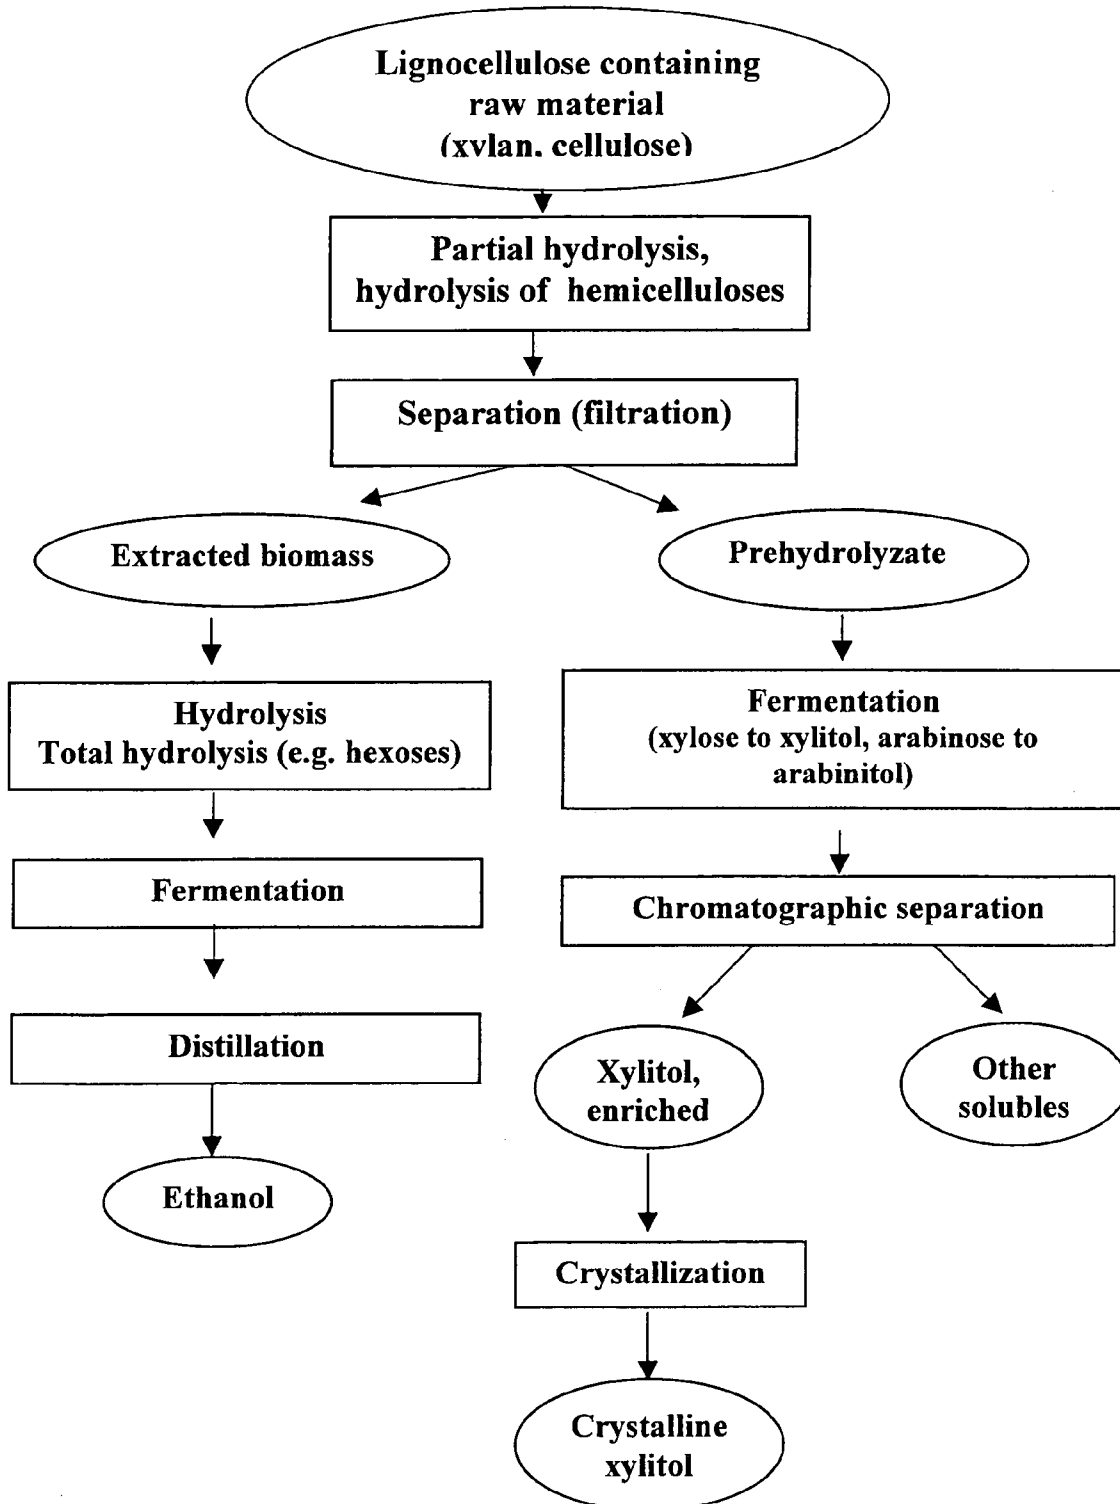 Lignocellulose containing
raw material
(xylan, cellulose)
Partial hydrolysis,
hydrolysis of hemicelluloses
Separation (filtration)
Extracted biomass
Prehydrolyzate
Hydrolysis
Total hydrolysis (e.g. hexoses)
Fermentation
(xylose to xylitol, arabinose to
arabinitol)
Fermentation
Chromatographic separation
Distillation
Xylitol,
enriched
Other
solubles
Ethanol
Crystallization
Crystalline
xylitol